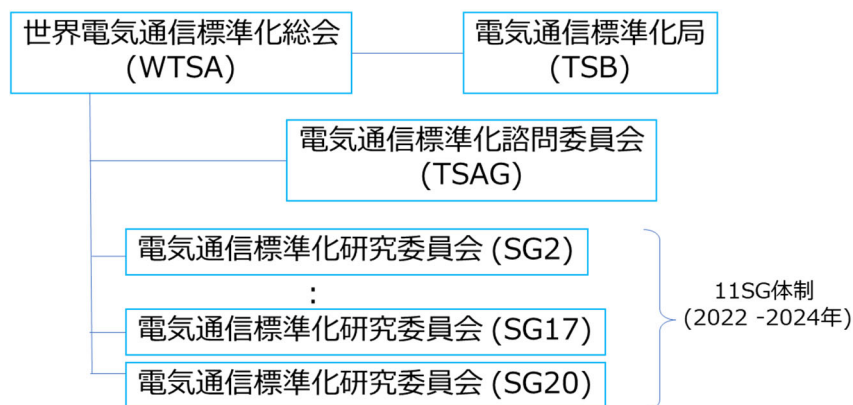 世界電気通信標準化総会
(WTSA)
電気通信標準化局
(TSB)
電気通信標準化諮問委員会
(TSAG)
電気通信標準化研究委員会 (SG2)
:
電気通信標準化研究委員会 (SG17)
電気通信標準化研究委員会 (SG20)
11SG体制
(2022 -2024年)